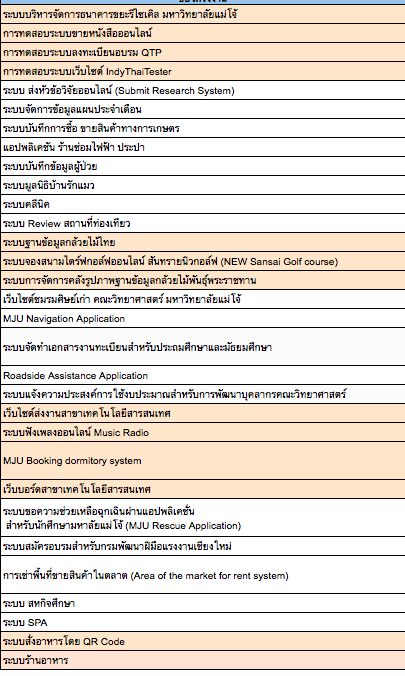 ระบบบริหารจัดการธนาคารขยะรีไซเคิล มหาวิทยาลัยแม่โจ้
การทดสอบระบบขายหนังสือออนไลน์
การทดสอบระบบลงทะเบียนอบรม QTP
การทดสอบระบบเว็บไซต์ IndyThaiTester
ระบบ ส่งหัวข้อวิจัยออนไลน์ (Submit Research System)
ระบบจัดการข้อมูลแผนประจำเดือน
ระบบบันทึกการซื้อ ขายสินค้าทางการเกษตร
แอปพลิเคชัน ร้านซ่อมไฟฟ้า ประปา
ระบบบันทึกข้อมูลผู้ป่วย
ระบบมูลนิธิบ้านรักแมว
ระบบคลีนิค
ระบบ Review สถานที่ท่องเทียว
ระบบฐานข้อมูลกล้วยไม้ไทย
ระบบจองสนามไดร์ฟกอล์ฟออนไลน์ สันทรายนิวกอล์ฟ (NEW Sansai Golf course)
ระบบการจัดการคลังรูปภาพฐานข้อมูลกล้วยไม้พันธุ์พระราชทาน
เว็บไซต์ชมรมศิษย์เก่า คณะวิทยาศาสตร์ มหาวิทยาลัยแม่โจ้
MJU Navigation Application
ระบบจัดทำเอกสารงานทะเบียนสำหรับประถมศึกษาและมัธยมศึกษา
Roadside Assistance Application
ระบบแจ้งความประสงค์การใช้งบประมาณสำหรับการพัฒนาบุคลากรคณะวิทยาศาสตร์
เว็บไซต์ส่งงานสาขาเทคโนโลยีสารสนเทศ
ระบบฟังเพลงออนไลน์ Music Radio
MJU Booking dormitory system
เว็บบอร์ดสาขาเทคโนโลยีสารสนเทศ
ระบบขอความช่วยเหลือฉุกเฉินผ่านแอปพลิเคชั่น
สำหรับนักศึกษามหาลัยแม่โจ้ (MJU Rescue Application)
ระบบสมัครอบรมสำหรับกรมพัฒนาฝีมือแรงงานเชียงใหม่
การเช่าพื้นที่ขายสินค้าในตลาด (Area of the market for rent system)
ระบบ สหกิจศึกษา
ระบบ SPA
ระบบสั่งอาหารโดย QR Code
ระบบร้านอาหาร